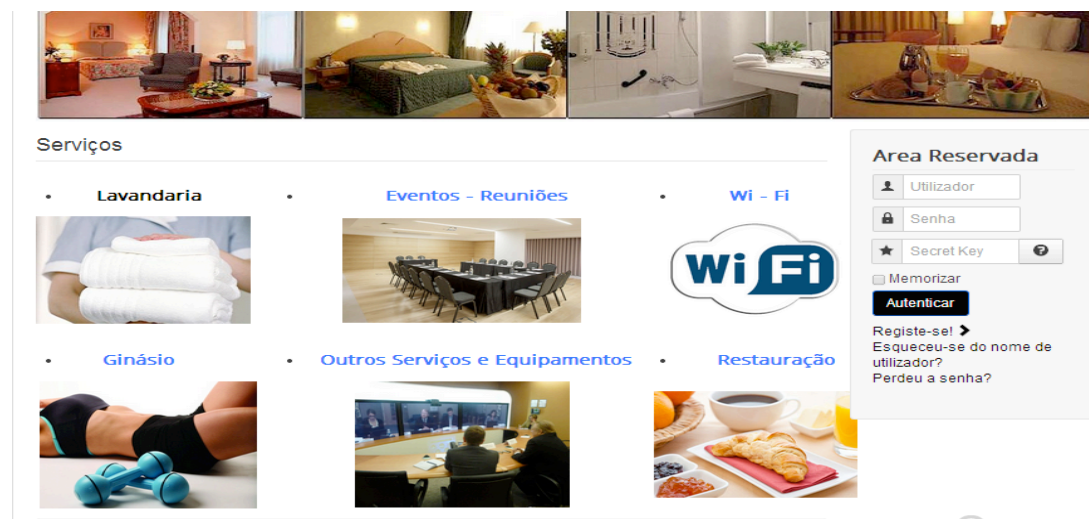 Serviços
Lavandaria
Eventos - Reuniões
Wi - Fi
Wi Fi
Ginásio
Outros Serviços e Equipamentos
Restauração
Area Reservada
Utilizador
Senha
Secret Key
Memorizar
Autenticar
Registe-se!
Esqueceu-se do nome de
utilizador?
Perdeu a senha?